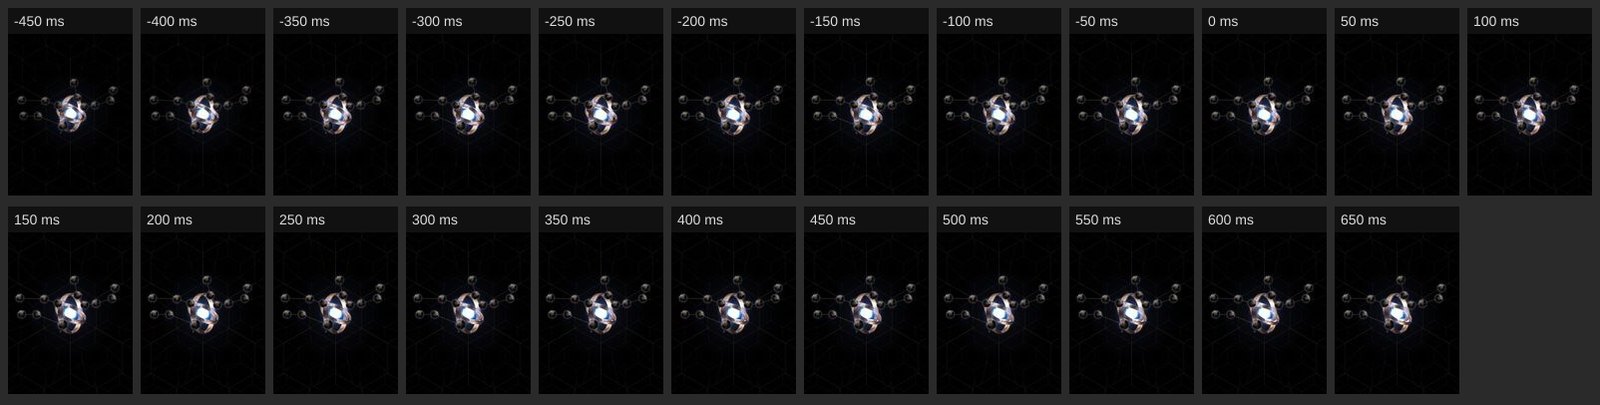 -450 ms
-400 ms
-350 ms
-300 ms
-250 ms
-200 ms
-150 ms
-100 ms
-50 ms
0 ms
50 ms
100 ms
150 ms
200 ms
250 ms
300 ms
350 ms
400 ms
450 ms
500 ms
550 ms
600 ms
650 ms